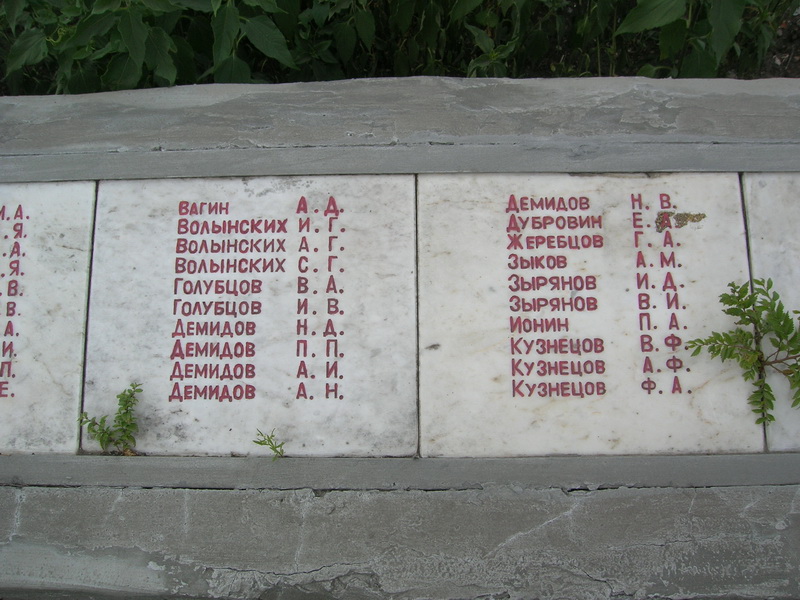 И.А.
.Я.
.А.
.Я.
.В.
.В.
А.
И.
П.
Е.
Вагин А. Д.
Волынских И. Г.
Волынских А. Г.
Волынских С. Г.
Голубцов В. А.
Голубцов И. В.
Демидов Н. Д.
Демидов П. П.
Демидов А. И.
Демидов А. Н.
Демидов Н. В.
Дубровин Е.
Жеребцов Г. А.
Зыков А. М.
Зырянов И. Д.
Зырянов В. И.
Ионин П. А.
Кузнецов В. Ф.
Кузнецов А. Ф.
Кузнецов Ф. А.